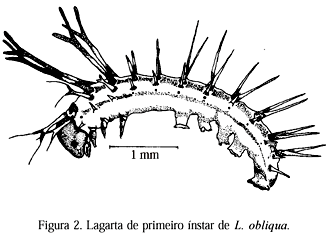 1 mm
Figura 2. Lagarta de primeiro ínstar de L. obliqua.